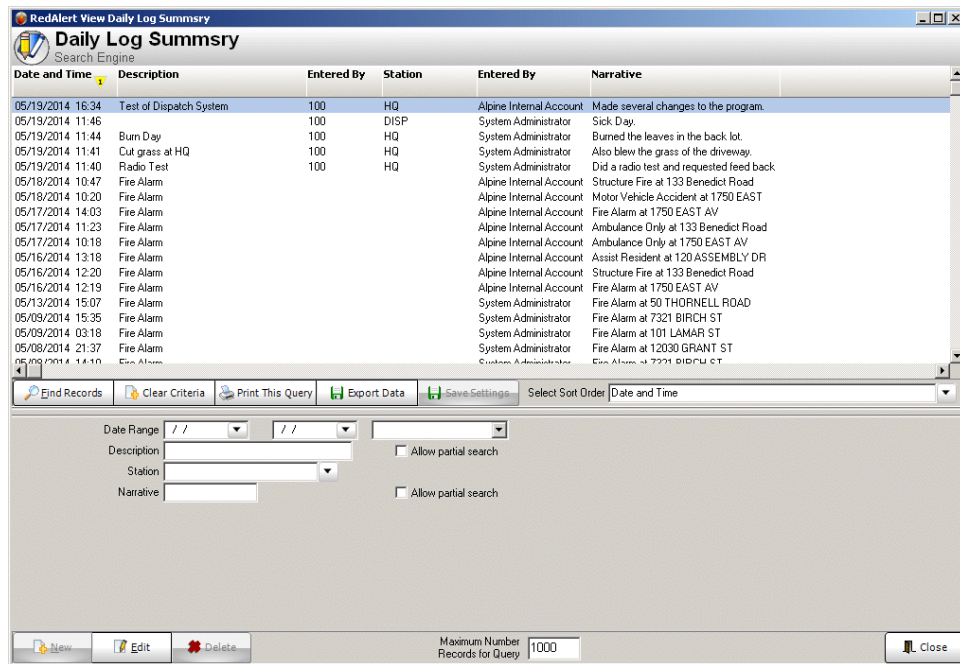 RedAlert View Daily Log Summsry
Daily Log Summsry
Search Engine
Date and Time 1 Description Entered By Station Entered By Narrative
05/19/2014 16:34 Test of Dispatch System 100 HQ Alpine Internal Account Made several changes to the program.
05/19/2014 11:46 100 DISP System Administrator Sick Day.
05/19/2014 11:44 Burn Day 100 HQ System Administrator Burned the leaves in the back lot.
05/19/2014 11:41 Cut grass at HQ 100 HQ System Administrator Also blew the grass of the driveway.
05/19/2014 11:40 Radio Test 100 HQ System Administrator Did a radio test and requested feed back
05/18/2014 10:47 Fire Alarm Alpine Internal Account Structure Fire at 133 Benedict Road
05/18/2014 10:20 Fire Alarm Alpine Internal Account Motor Vehicle Accident at 1750 EAST
05/17/2014 14:03 Fire Alarm Alpine Internal Account Fire Alarm at 1750 EAST AV
05/17/2014 11:23 Fire Alarm Alpine Internal Account Ambulance Only at 133 Benedict Road
05/17/2014 10:18 Fire Alarm Alpine Internal Account Ambulance Only at 1750 EAST AV
05/16/2014 13:18 Fire Alarm Alpine Internal Account Assist Resident at 120 ASSEMBLY DR
05/16/2014 12:20 Fire Alarm Alpine Internal Account Structure Fire at 133 Benedict Road
05/16/2014 12:19 Fire Alarm Alpine Internal Account Fire Alarm at 1750 EAST AV
05/13/2014 15:07 Fire Alarm System Administrator Fire Alarm at 50 THORNELL ROAD
05/09/2014 15:35 Fire Alarm System Administrator Fire Alarm at 7321 BIRCH ST
05/09/2014 03:18 Fire Alarm System Administrator Fire Alarm at 101 LAMAR ST
05/08/2014 21:37 Fire Alarm System Administrator Fire Alarm at 12030 GRANT ST
05/08/2014 14:10 Fire Alarm System Administrator Fire Alarm at 7321 BIRCH ST
Find Records Clear Criteria Print This Query Export Data Save Settings Select Sort Order Date and Time
Date Range / / / /
Description Allow partial search
Station
Narrative Allow partial search
New Edit Delete Maximum Number Records for Query 1000 Close